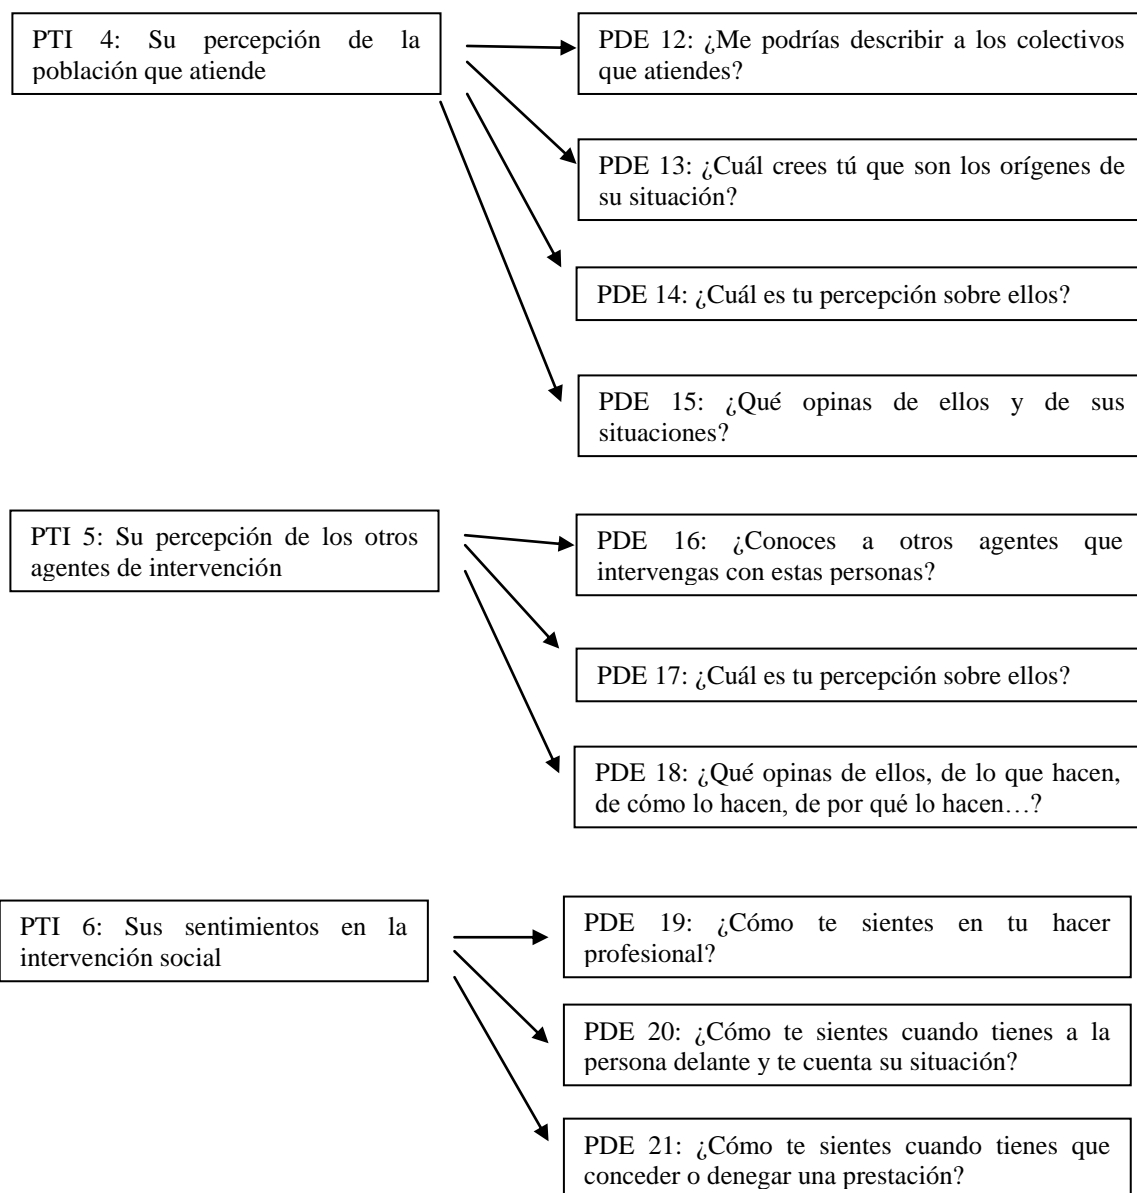 PTI 4: Su percepción de la
población que atiende
PDE 12: ¿Me podrías describir a los colectivos
que atiendes?
PDE 13: ¿Cuál crees tú que son los orígenes de
su situación?
PDE 14: ¿Cuál es tu percepción sobre ellos?
PDE 15: ¿Qué opinas de ellos y de sus
situaciones?
PTI 5: Su percepción de los otros
agentes de intervención
PDE 16: ¿Conoces a otros agentes que
intervengas con estas personas?
PDE 17: ¿Cuál es tu percepción sobre ellos?
PDE 18: ¿Qué opinas de ellos, de lo que hacen,
de cómo lo hacen, de por qué lo hacen…?
PTI 6: Sus sentimientos en la
intervención social
PDE 19: ¿Cómo te sientes en tu hacer
profesional?
PDE 20: ¿Cómo te sientes cuando tienes a la
persona delante y te cuenta su situación?
PDE 21: ¿Cómo te sientes cuando tienes que
conceder o denegar una prestación?